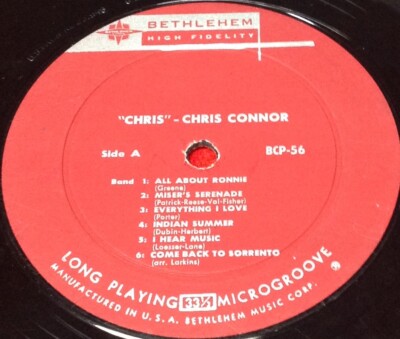 BETHLEHEM
HIGH FIDELITY
"CHRIS" - CHRIS CONNOR
Side A
BCP-56
Band 1: ALL ABOUT RONNIE
(Greene)
2: MISER'S SERENADE
(Patrick-Reese-Val-Fisher)
3: EVERYTHING I LOVE
(Porter)
4: INDIAN SUMMER
(Dubin-Herbert)
5: I HEAR MUSIC
(Loesser-Lane)
6: COME BACK TO SORRENTO
(arr. Larkins)
LONG PLAYING 33⅓ MICROGROOVE
MANUFACTURED IN U.S.A. BETHLEHEM MUSIC CORP.